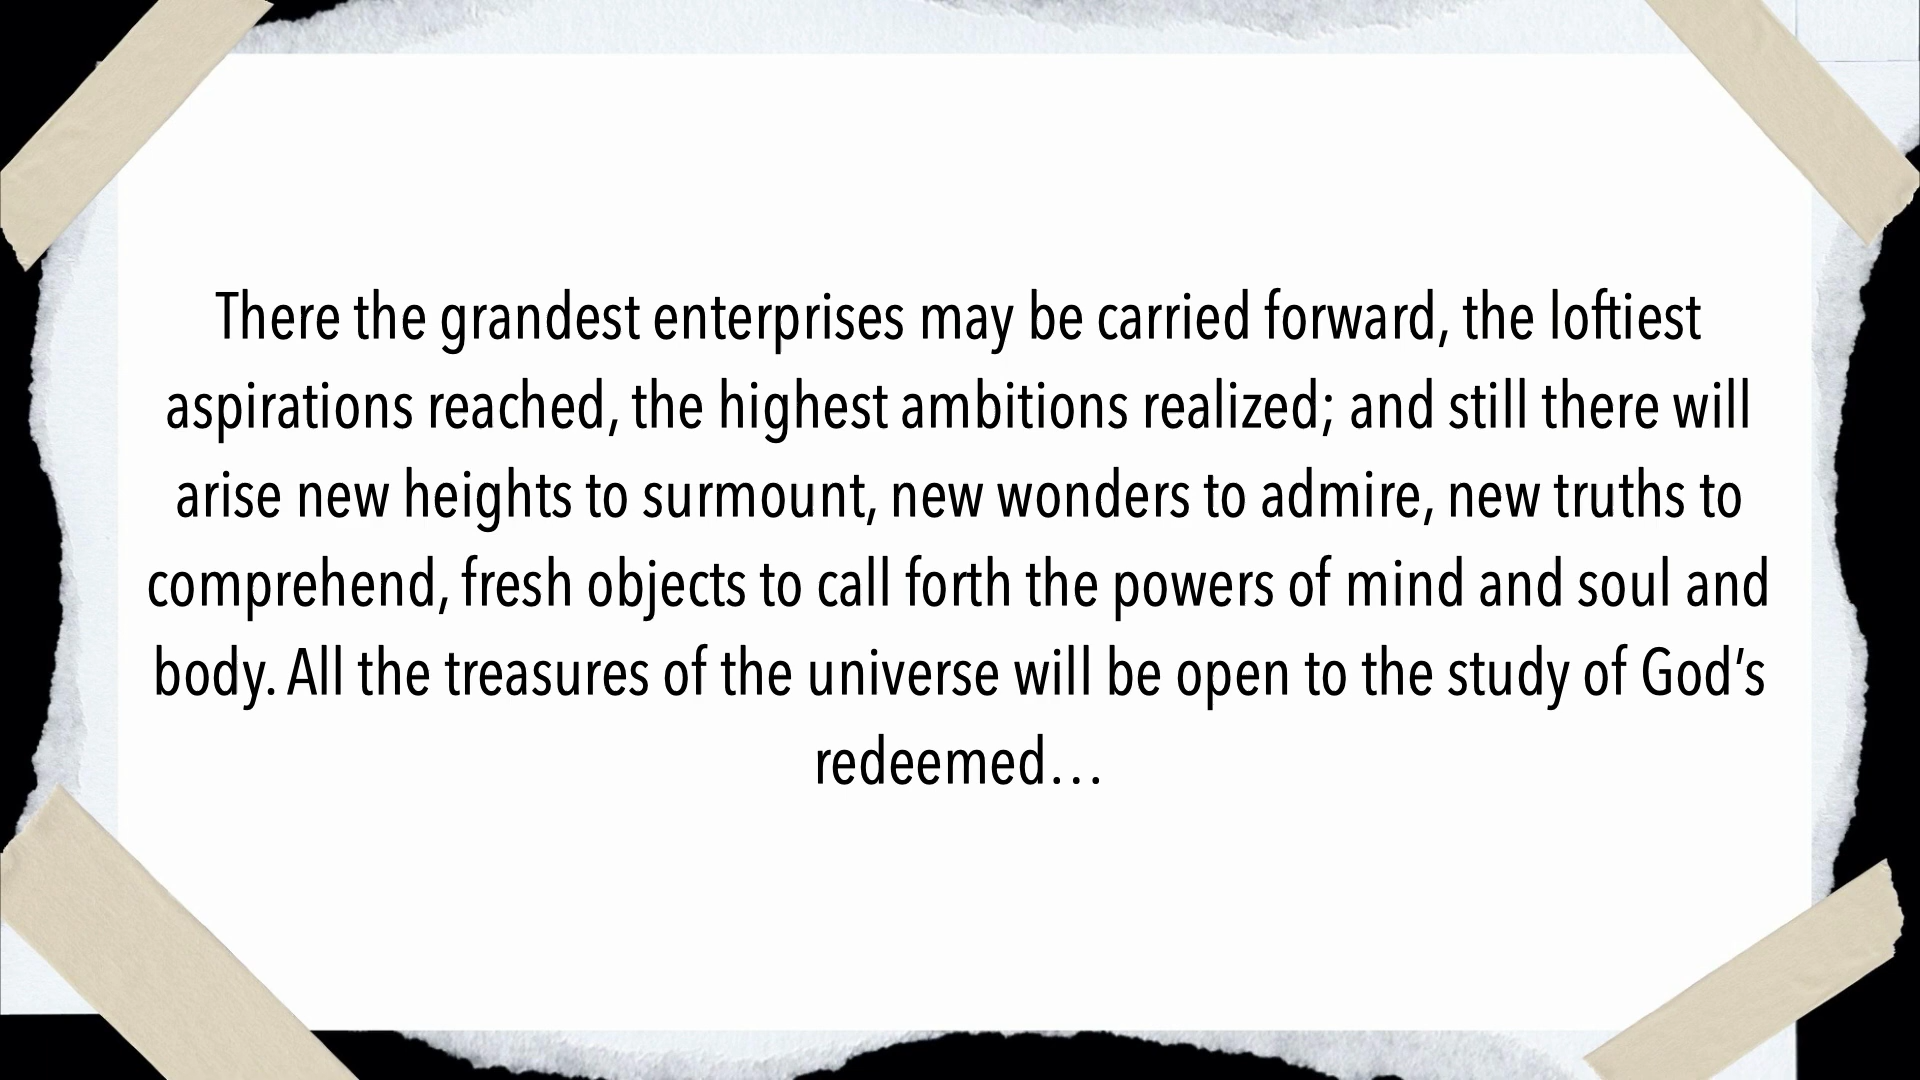 There the grandest enterprises may be carried forward, the loftiest
aspirations reached, the highest ambitions realized; and still there will
arise new heights to surmount, new wonders to admire, new truths to
comprehend, fresh objects to call forth the powers of mind and soul and
body. All the treasures of the universe will be open to the study of God’s
redeemed…